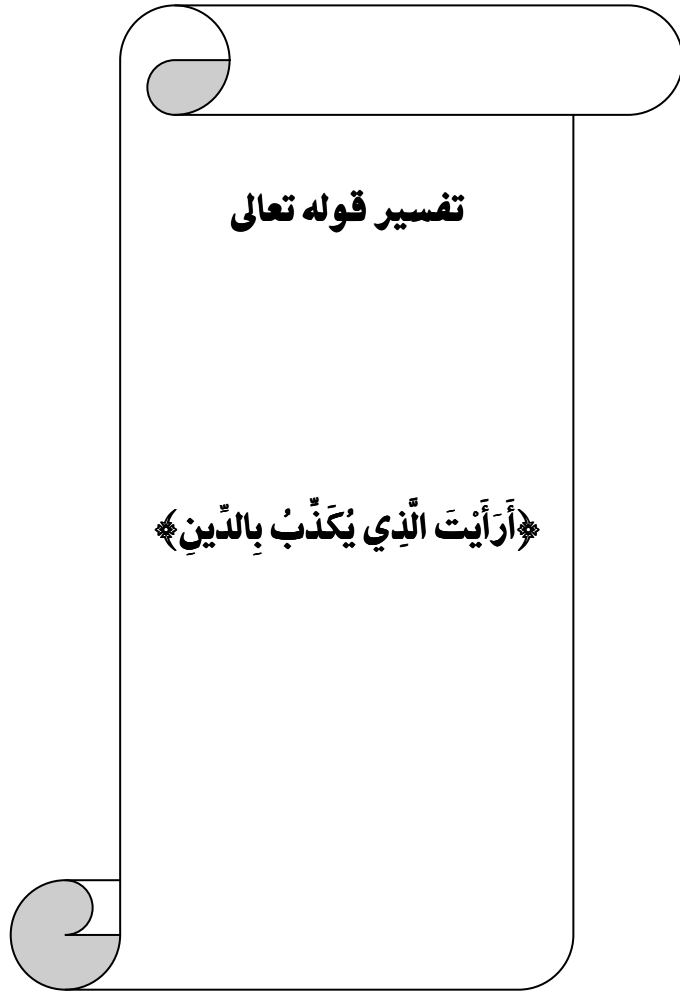 تفسير قوله تعالى
﴿أَرَأَيْتَ الَّذِي يُكَذِّبُ بِالدِّينِ﴾